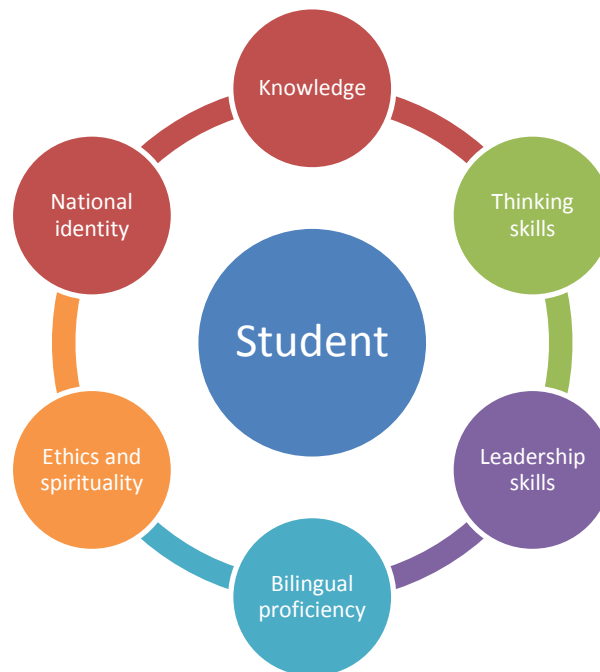 Knowledge
Thinking
skills
Leadership
skills
Bilingual
proficiency
Ethics and
spirituality
National
identity
Student